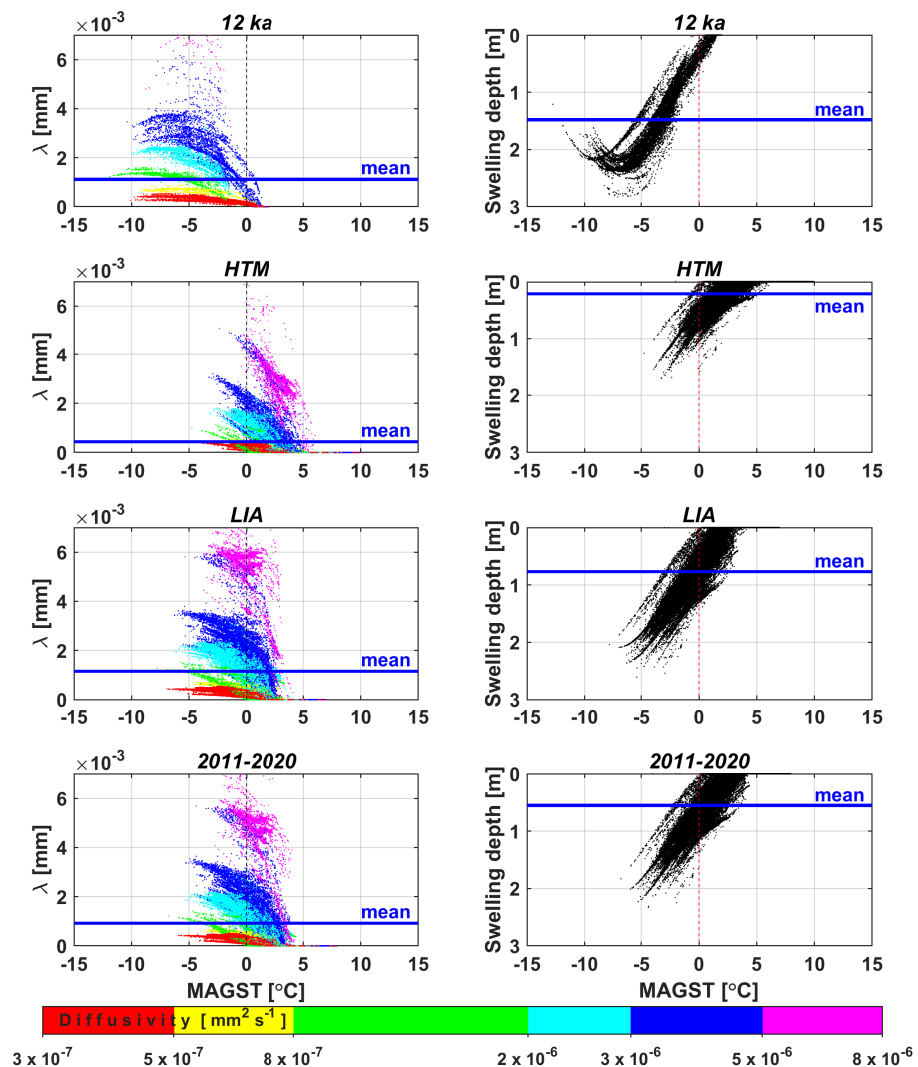 12 ka
12 ka
×10⁻³
6
4
2
0
λ [mm]
mean
-15 -10 -5 0 5 10 15
0
1
2
3
Swelling depth [m]
mean
-15 -10 -5 0 5 10 15
HTM
HTM
×10⁻³
6
4
2
0
λ [mm]
mean
-15 -10 -5 0 5 10 15
0
1
2
3
Swelling depth [m]
mean
-15 -10 -5 0 5 10 15
LIA
LIA
×10⁻³
6
4
2
0
λ [mm]
mean
-15 -10 -5 0 5 10 15
0
1
2
3
Swelling depth [m]
mean
-15 -10 -5 0 5 10 15
2011-2020
2011-2020
×10⁻³
6
4
2
0
λ [mm]
mean
-15 -10 -5 0 5 10 15
MAGST [°C]
0
1
2
3
Swelling depth [m]
mean
-15 -10 -5 0 5 10 15
MAGST [°C]
Diffusivity [mm² s⁻¹]
3 x 10⁻⁷ 5 x 10⁻⁷ 8 x 10⁻⁷ 2 x 10⁻⁶ 3 x 10⁻⁶ 5 x 10⁻⁶ 8 x 10⁻⁶